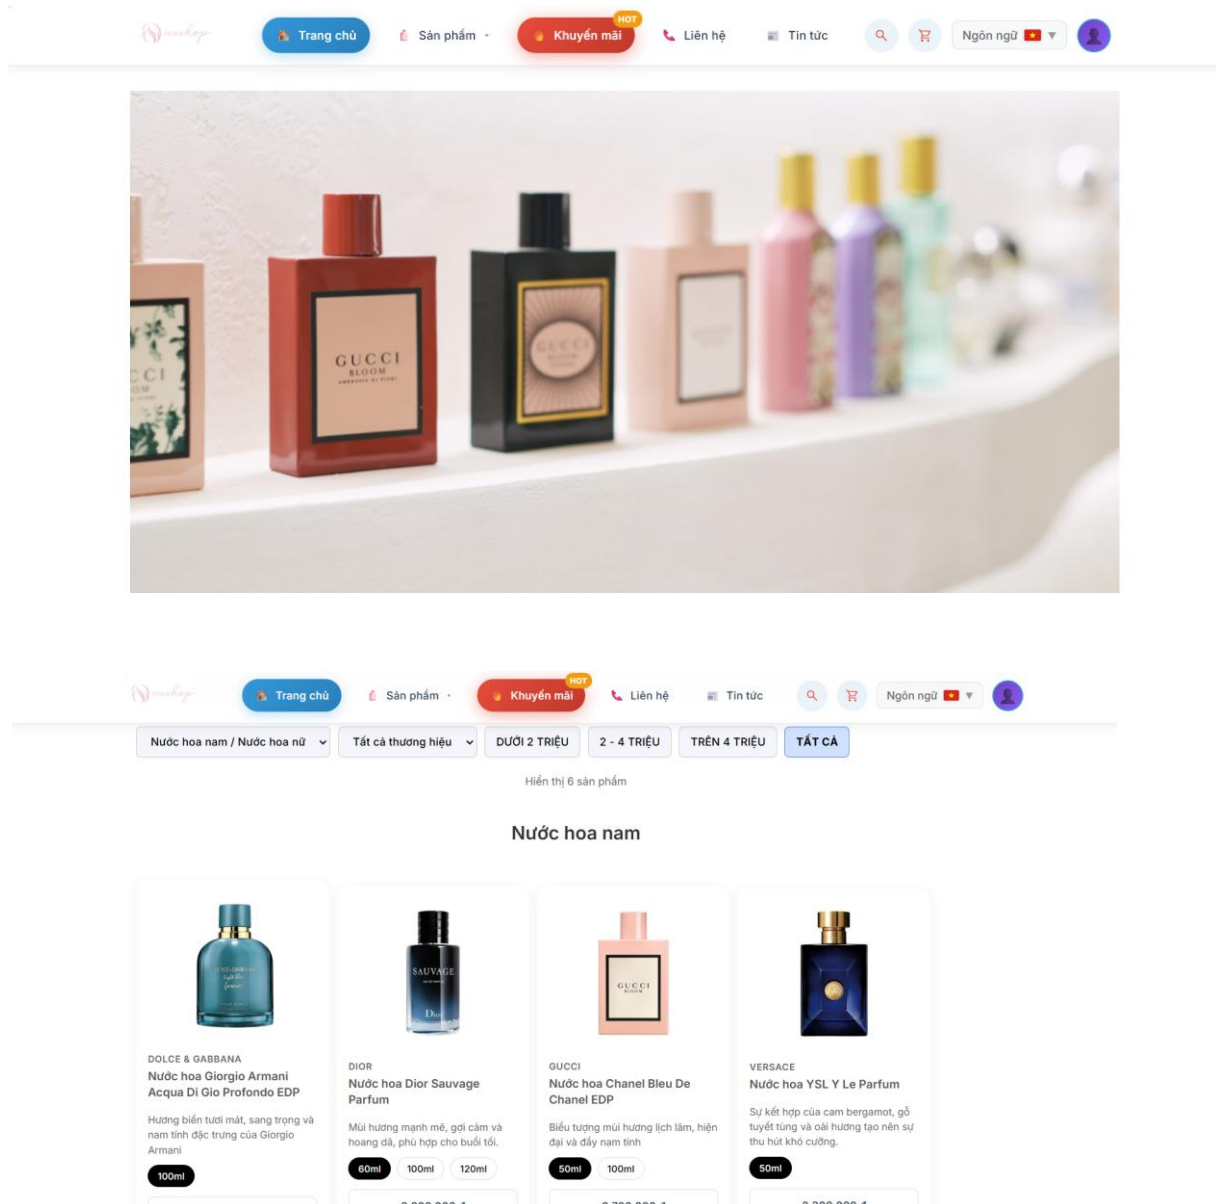 neshop
Trang chủ
Sản phẩm
Khuyến mãi
HOT
Liên hệ
Tin tức
Ngôn ngữ
GUCCI
BLOOM
AMBROSIA DI FIORI
GUCCI
neshop
Trang chủ
Sản phẩm
Khuyến mãi
HOT
Liên hệ
Tin tức
Ngôn ngữ
Nước hoa nam / Nước hoa nữ
Tất cả thương hiệu
DƯỚI 2 TRIỆU
2 - 4 TRIỆU
TRÊN 4 TRIỆU
TẤT CẢ
Hiển thị 6 sản phẩm
Nước hoa nam
DOLCE & GABBANA
Nước hoa Giorgio Armani
Acqua Di Gio Profondo EDP
Hương biển tươi mát, sang trọng và
nam tính đặc trưng của Giorgio
Armani
100ml
SAUVAGE
Dior
DIOR
Nước hoa Dior Sauvage
Parfum
Mùi hương mạnh mẽ, gợi cảm và
hoang dã, phù hợp cho buổi tối.
60ml
100ml
120ml
GUCCI
BLOOM
GUCCI
Nước hoa Chanel Bleu De
Chanel EDP
Biểu tượng mùi hương lịch lãm, hiện
đại và đầy nam tính
50ml
100ml
VERSACE
Nước hoa YSL Y Le Parfum
Sự kết hợp của cam bergamot, gỗ
tuyết tùng và oải hương tạo nên sự
thu hút khó cưỡng.
50ml